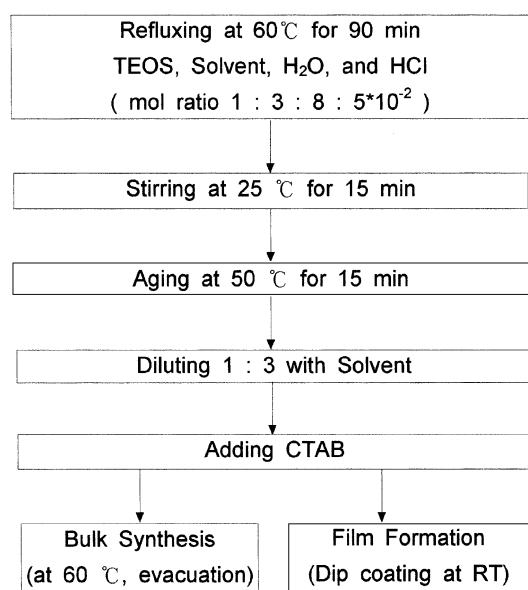 Refluxing at 60℃ for 90 min
TEOS, Solvent, H₂O, and HCl
( mol ratio 1 : 3 : 8 : 5*10⁻² )
Stirring at 25 ℃ for 15 min
Aging at 50 ℃ for 15 min
Diluting 1 : 3 with Solvent
Adding CTAB
Bulk Synthesis
(at 60 ℃, evacuation)
Film Formation
(Dip coating at RT)